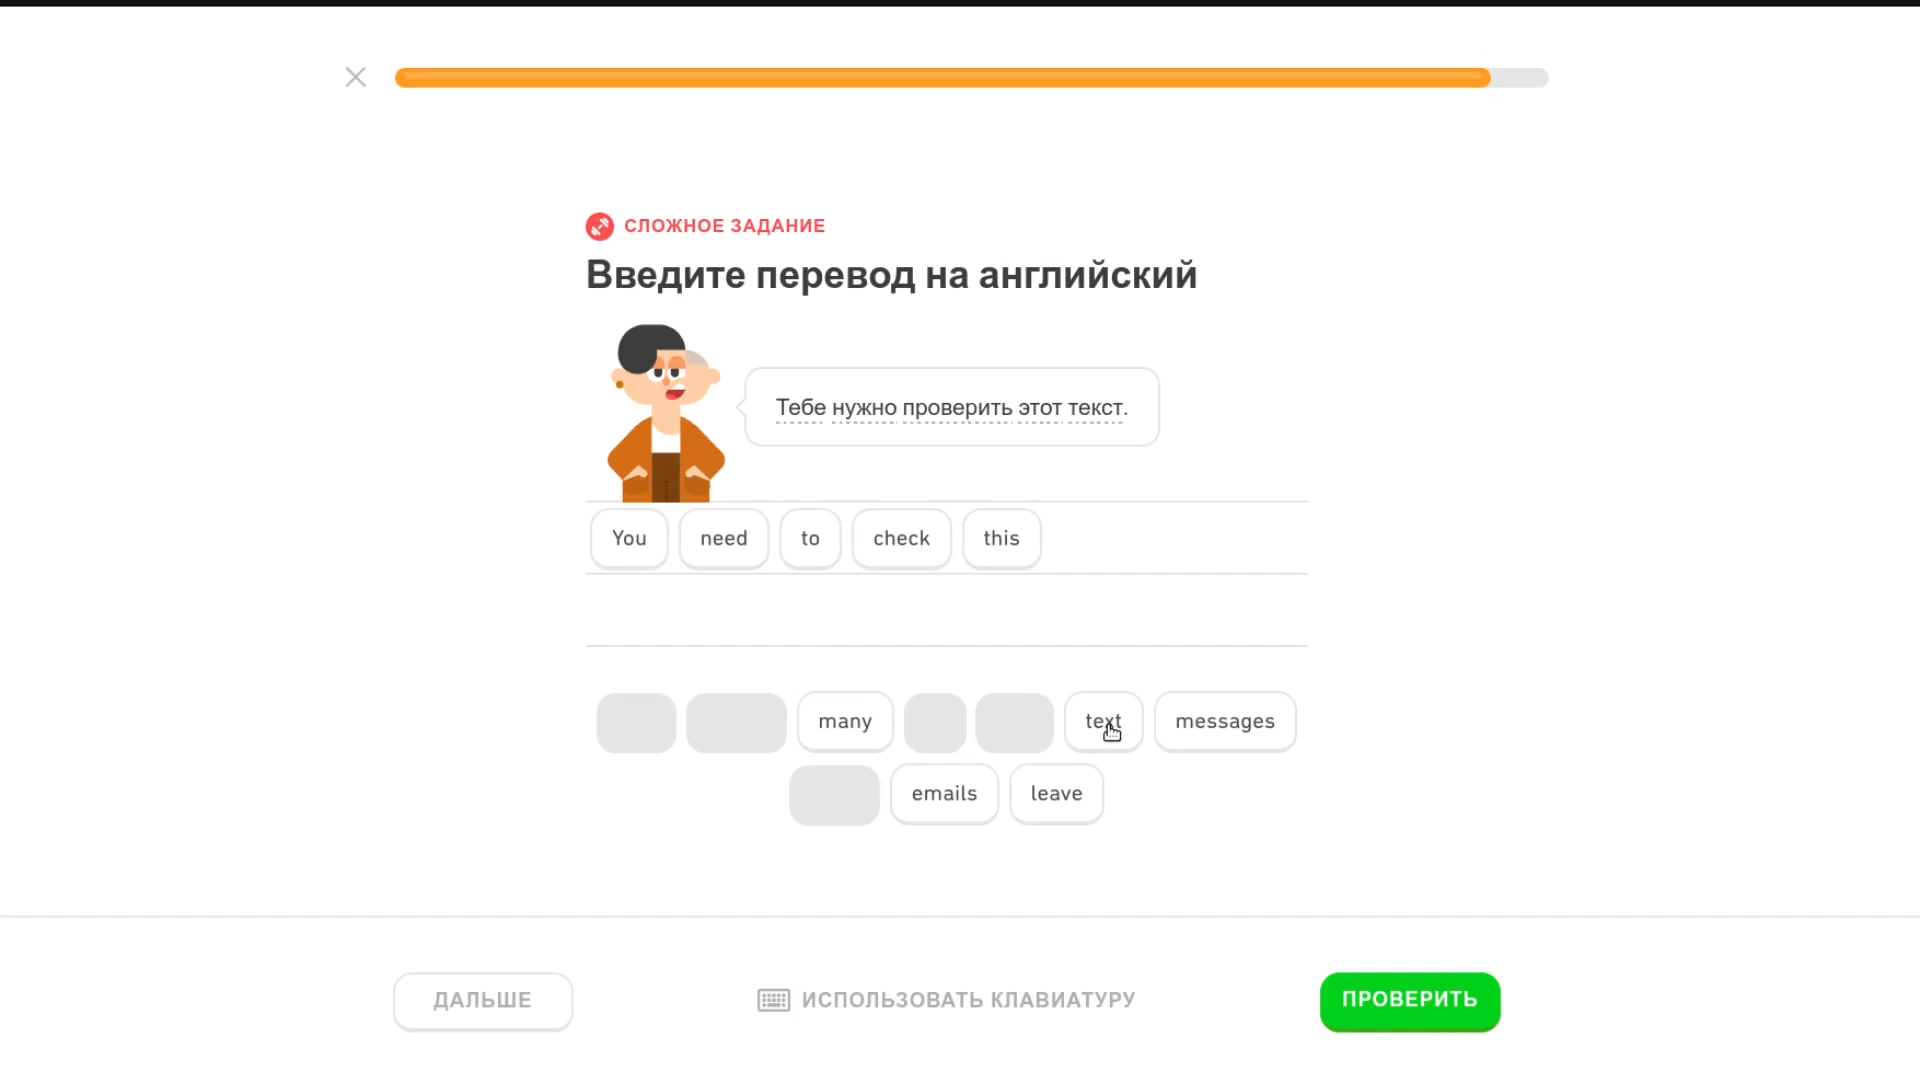 СЛОЖНОЕ ЗАДАНИЕ
Введите перевод на английский
Тебе нужно проверить этот текст.
You need to check this
many text messages
emails leave
ДАЛЬШЕ ИСПОЛЬЗОВАТЬ КЛАВИАТУРУ ПРОВЕРИТЬ